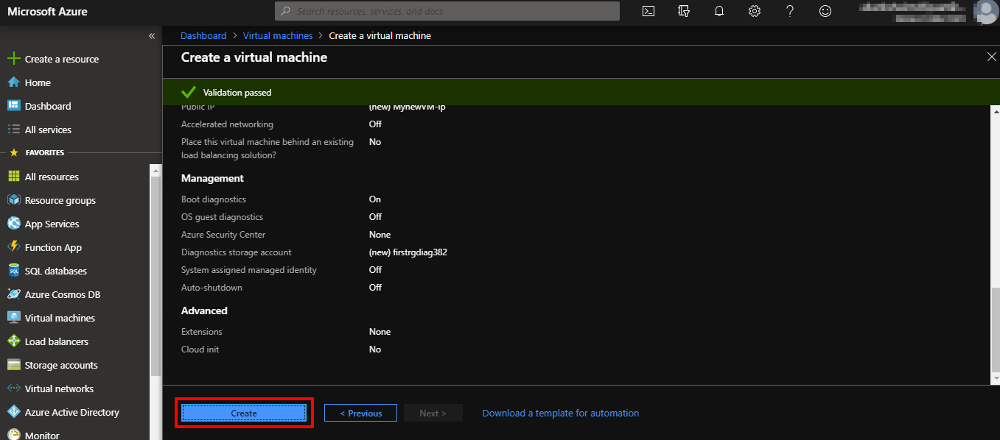 Microsoft Azure
Search resources, services, and docs
«
Dashboard > Virtual machines > Create a virtual machine
Create a resource
Home
Dashboard
All services
FAVORITES
All resources
Resource groups
App Services
Function App
SQL databases
Azure Cosmos DB
Virtual machines
Load balancers
Storage accounts
Virtual networks
Azure Active Directory
Monitor
Create a virtual machine
Validation passed
Public IP (new) MynewVM-ip
Accelerated networking Off
Place this virtual machine behind an existing No
load balancing solution?
Management
Boot diagnostics On
OS guest diagnostics Off
Azure Security Center None
Diagnostics storage account (new) firstrgdiag382
System assigned managed identity Off
Auto-shutdown Off
Advanced
Extensions None
Cloud init No
Create < Previous Next > Download a template for automation